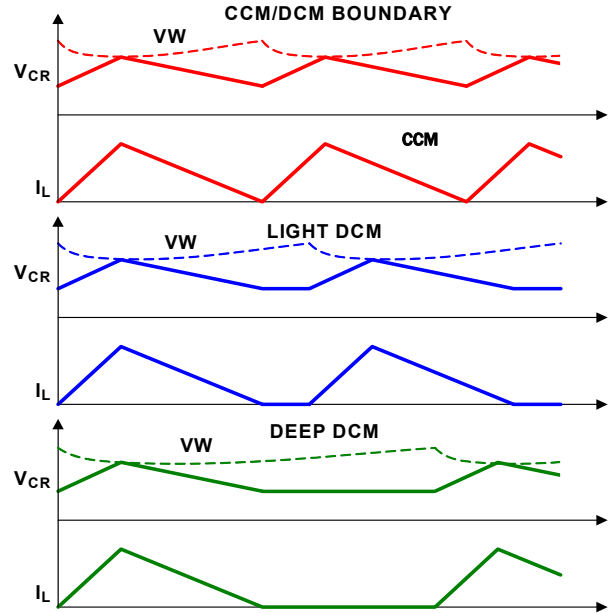 CCM/DCM BOUNDARY
VW
VCR
CCM
IL
LIGHT DCM
VW
VCR
IL
DEEP DCM
VW
VCR
IL